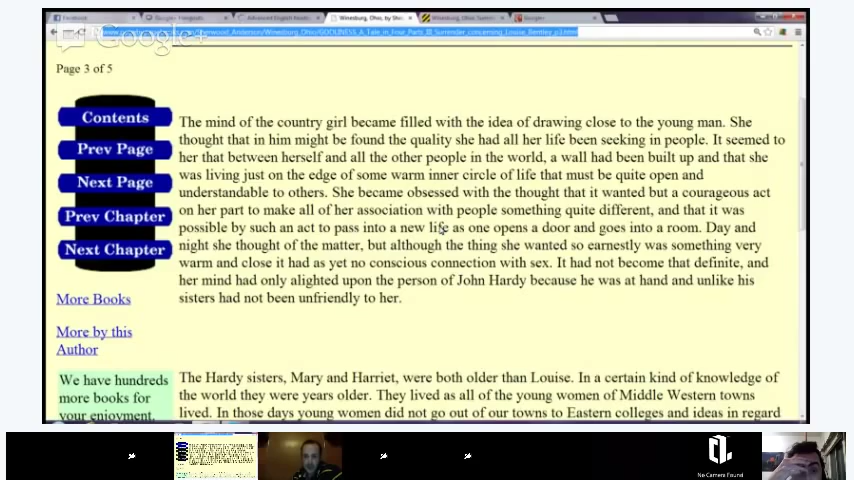 Facebook
Advanced English Readin
Winesburg, Ohio, by She
Winesburg, Ohio: Surren
Google+
Google+
Page 3 of 5
Contents
Prev Page
Next Page
Prev Chapter
Next Chapter
More Books
More by this
Author
We have hundreds
more books for
your enjoyment.
The mind of the country girl became filled with the idea of drawing close to the young man. She
thought that in him might be found the quality she had all her life been seeking in people. It seemed to
her that between herself and all the other people in the world, a wall had been built up and that she
was living just on the edge of some warm inner circle of life that must be quite open and
understandable to others. She became obsessed with the thought that it wanted but a courageous act
on her part to make all of her association with people something quite different, and that it was
possible by such an act to pass into a new life as one opens a door and goes into a room. Day and
night she thought of the matter, but although the thing she wanted so earnestly was something very
warm and close it had as yet no conscious connection with sex. It had not become that definite, and
her mind had only alighted upon the person of John Hardy because he was at hand and unlike his
sisters had not been unfriendly to her.
The Hardy sisters, Mary and Harriet, were both older than Louise. In a certain kind of knowledge of
the world they were years older. They lived as all of the young women of Middle Western towns
lived. In those days young women did not go out of our towns to Eastern colleges and ideas in regard
No Camera Found